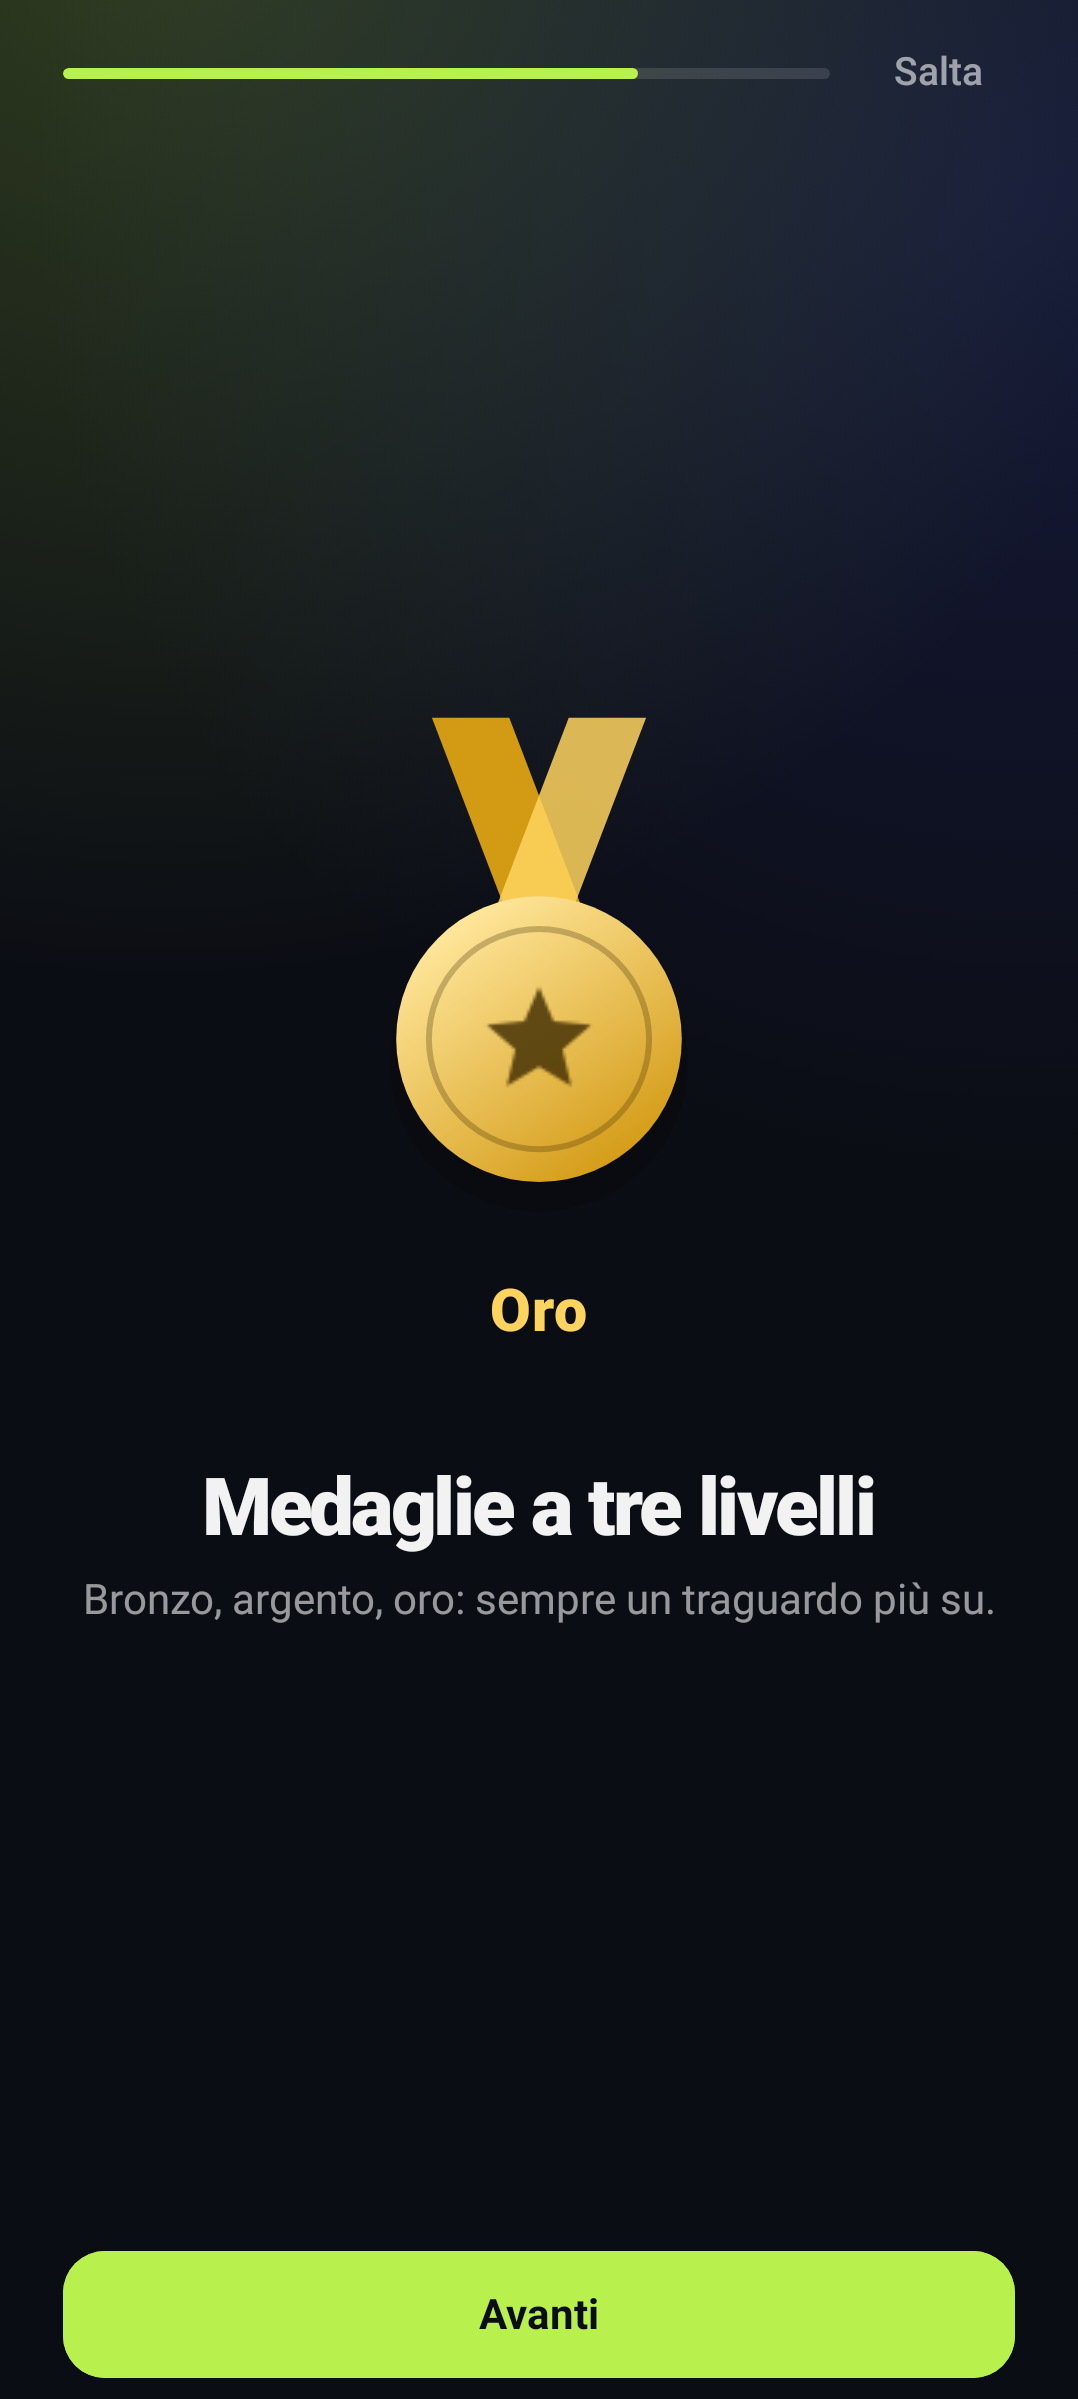 Salta
Oro
Medaglie a tre livelli
Bronzo, argento, oro: sempre un traguardo più su.
Avanti